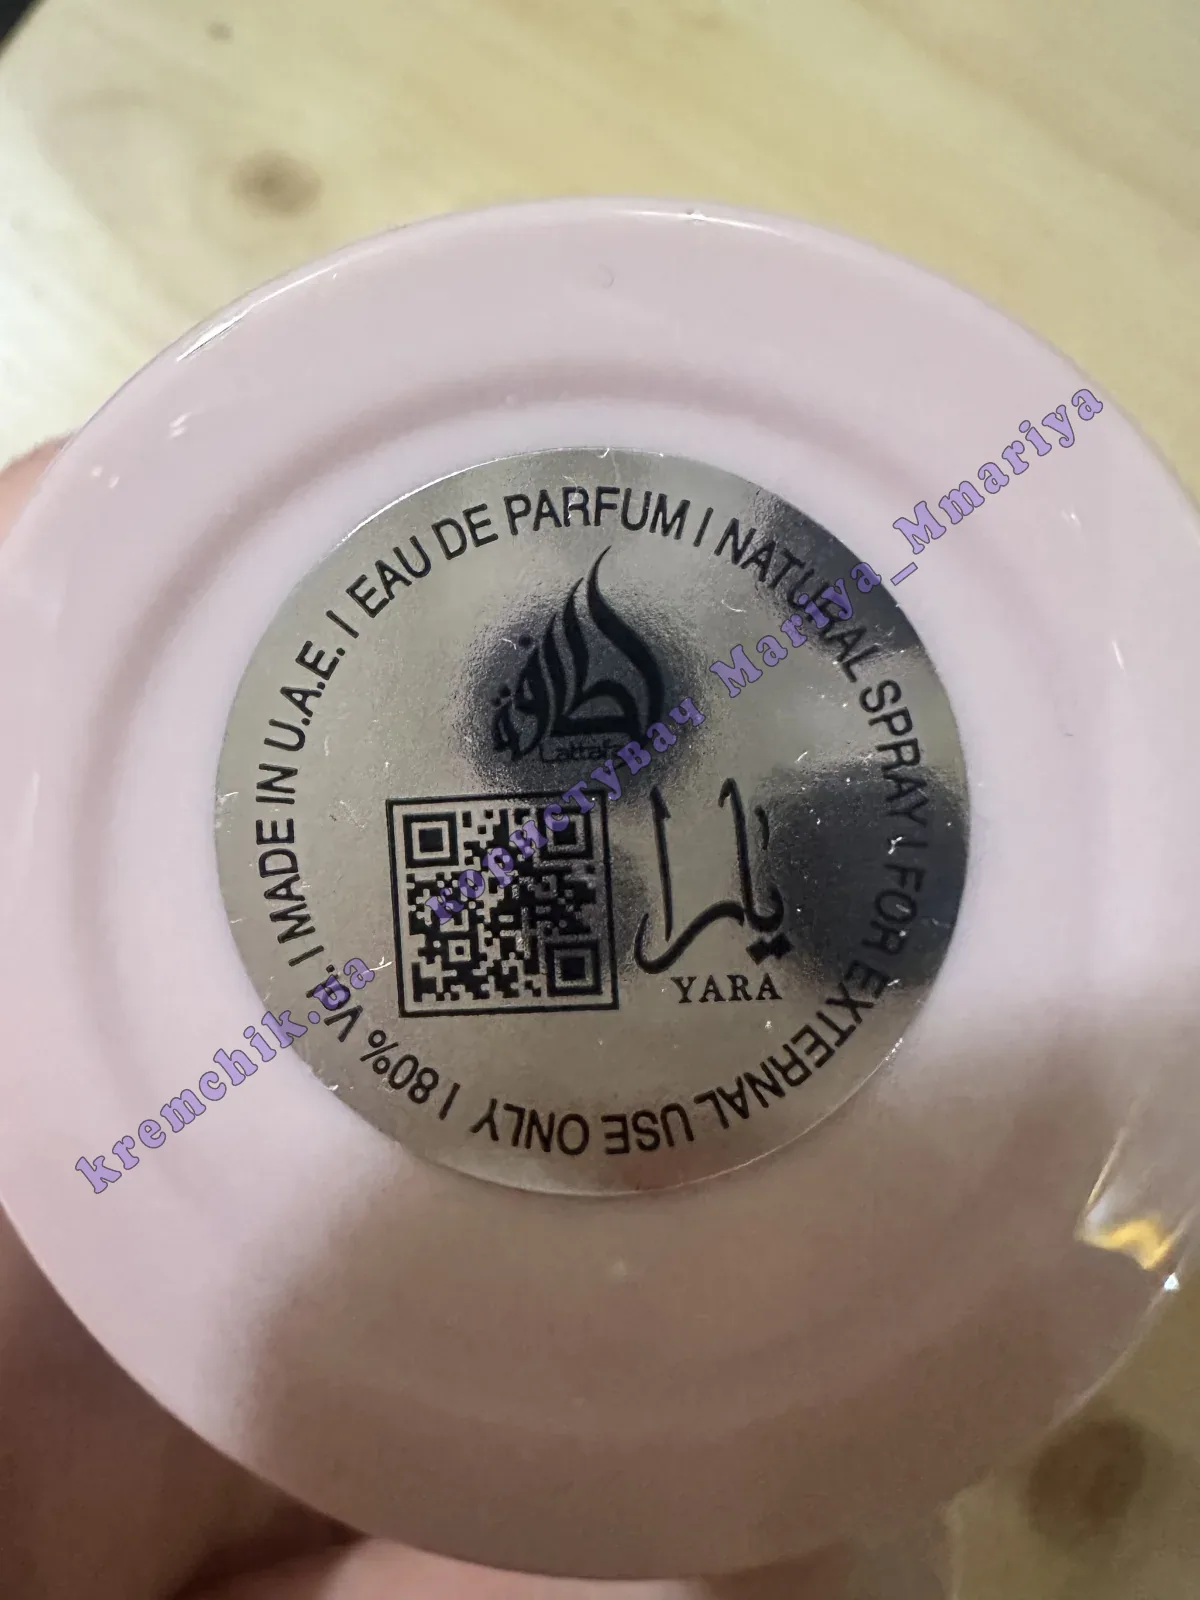 EAU DE PARFUM | NATURAL SPRAY | FOR EXTERNAL USE ONLY | 80% V/V. | MADE IN U.A.E. |
لطافة
Lattafa
يارا
YARA
kremchik.ua користувач Mariya_Mmariya